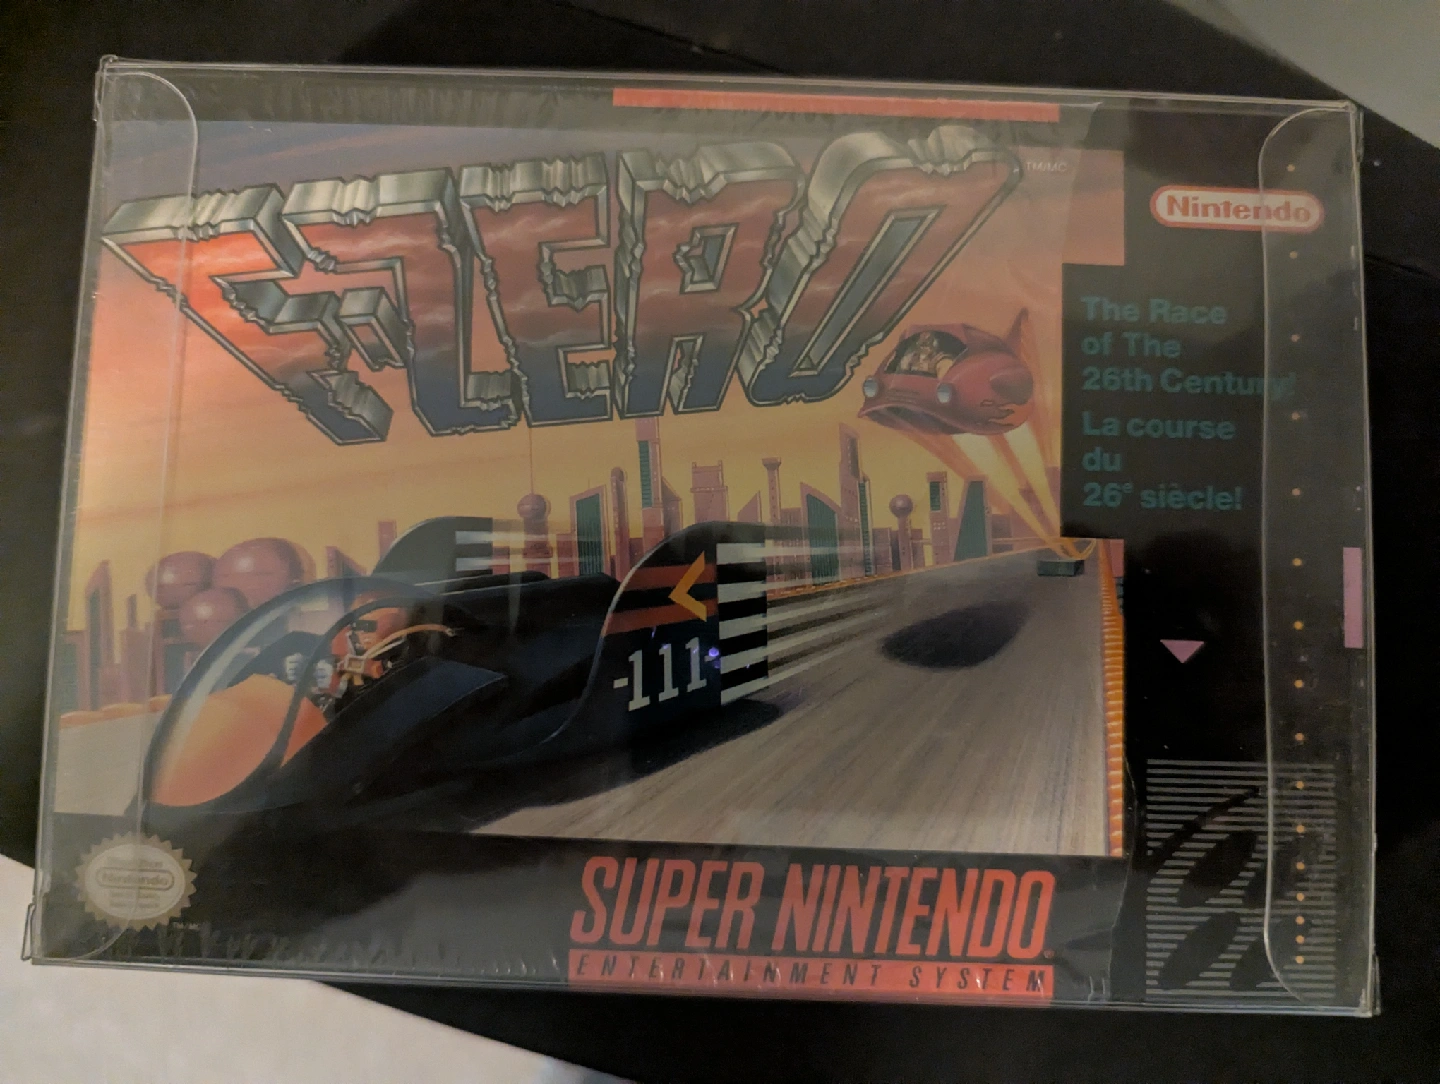 F-ZERO
TM/MC
Nintendo
The Race
of The
26th Century!
La course
du
26e siècle!
-111-
Nintendo
SUPER NINTENDO
ENTERTAINMENT SYSTEM